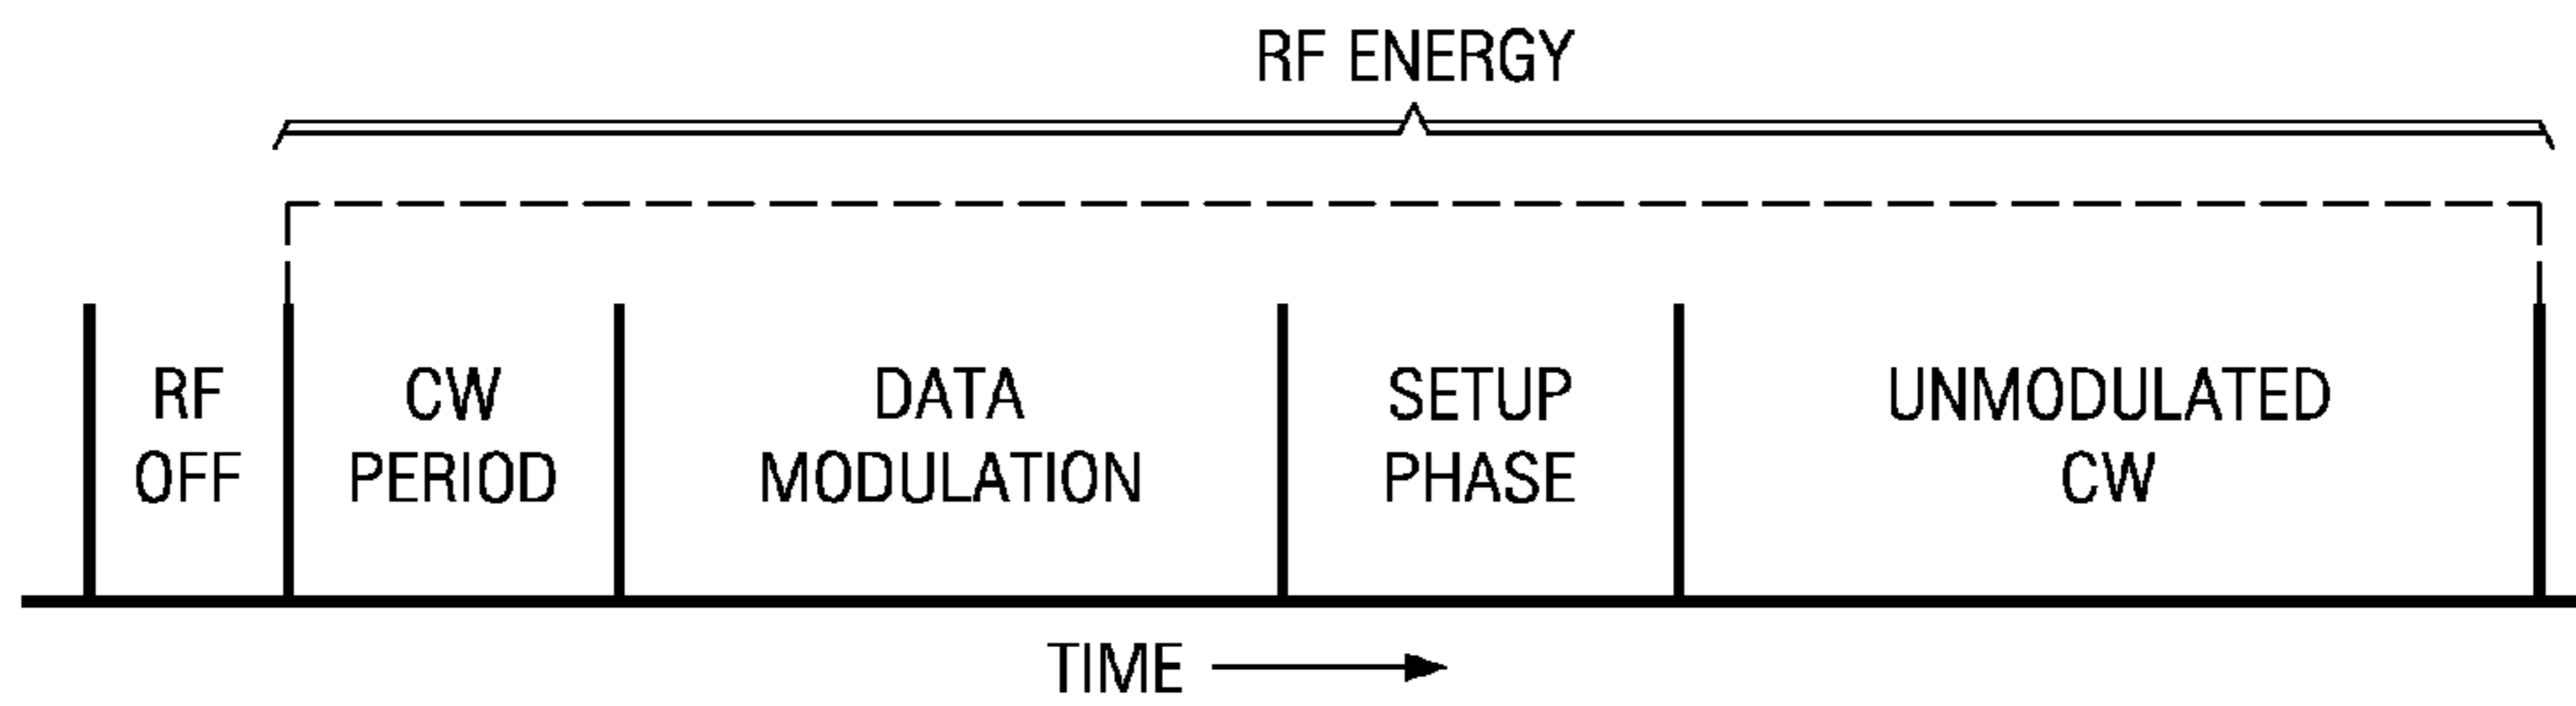 RF ENERGY
RF
OFF
CW
PERIOD
DATA
MODULATION
SETUP
PHASE
UNMODULATED
CW
TIME